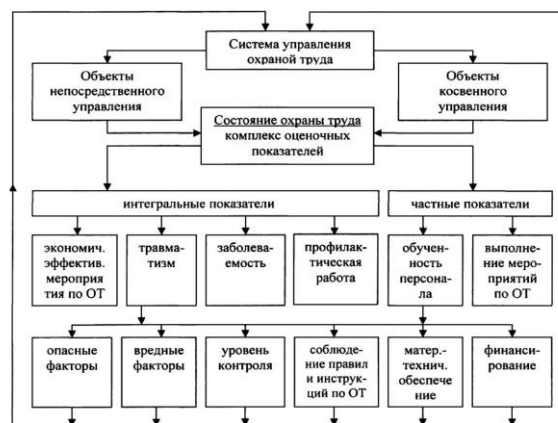 Система управления
охраной труда
Объекты
непосредственного
управления
Объекты
косвенного
управления
Состояние охраны труда
комплекс оценочных
показателей
интегральные показатели
частные показатели
экономич.
эффектив.
меропри
тия по ОТ
травма-
тизм
заболева-
емость
профилак-
тическая
работа
обучен-
ность
персона-
ла
выполне-
ние меро-
приятий
по ОТ
опасные
факторы
вредные
факторы
уровень
контроля
соблюде-
ние правил
и инструк-
ций по ОТ
матер.-
технич.
обеспече
ние
финанси-
рование